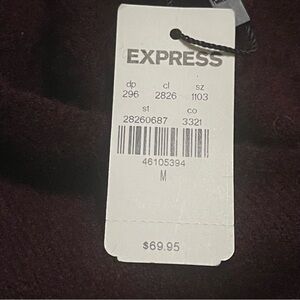 EXPRESS
dp cl sz
296 2826 1103
st co
28260687 3321
46105394
M
$69.95